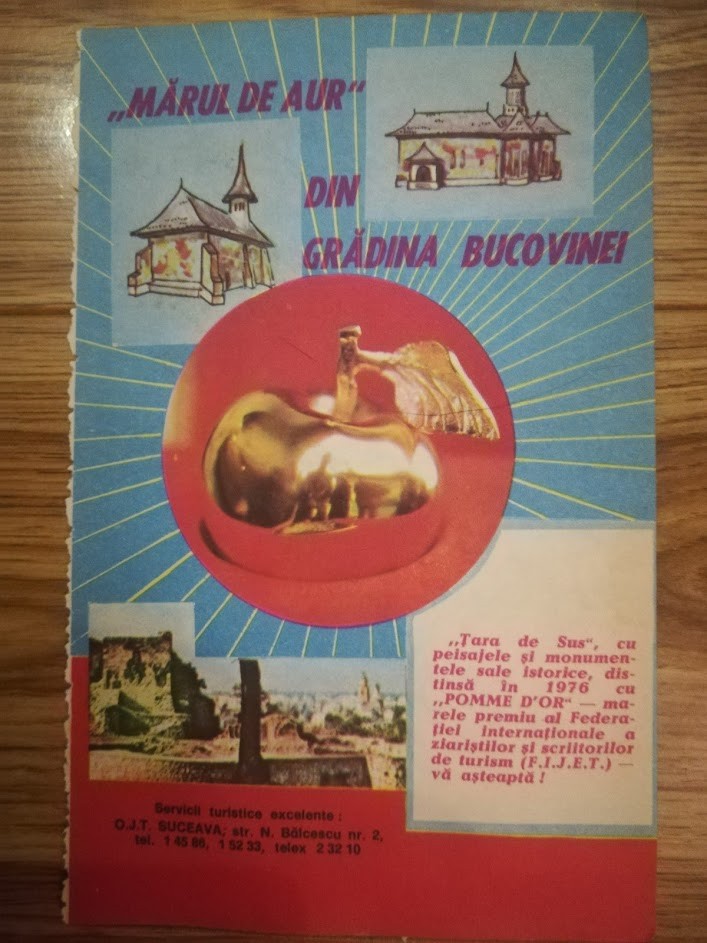 „MĂRUL DE AUR“
DIN
GRĂDINA BUCOVINEI
„Țara de Sus“, cu
peisajele și monumen-
tele sale istorice, dis-
tinsă în 1976 cu
„POMME D'OR“ — ma-
rele premiu al Federa-
ției internaționale a
ziariștilor și scriitorilor
de turism (F.I.J.E.T.) —
vă așteaptă !
Servicii turistice excelente :
O.J.T. SUCEAVA, str. N. Bălcescu nr. 2,
tel. 1 45 86, 1 52 33, telex 2 32 10